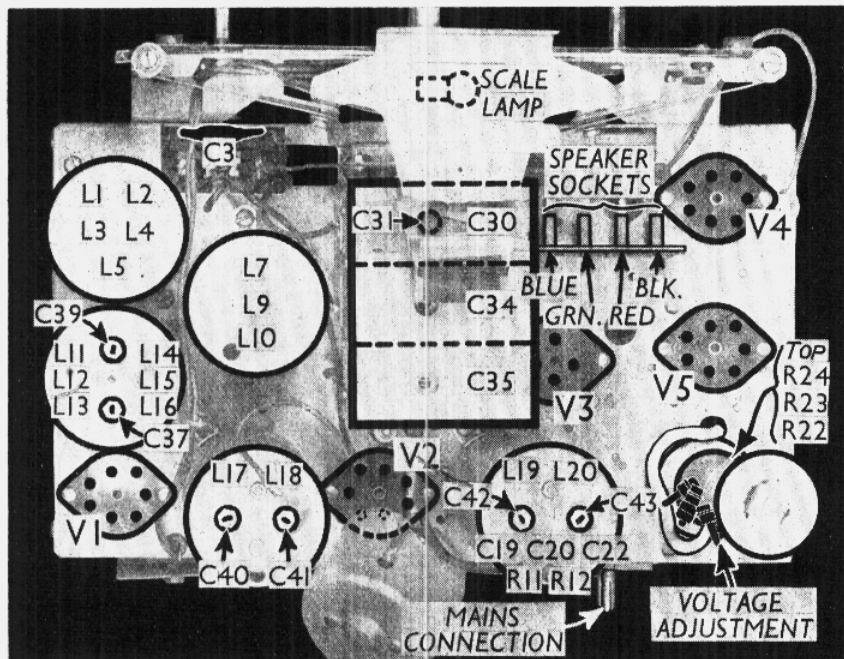 SCALE
LAMP
C3
SPEAKER
SOCKETS
L1 L2
L3 L4
L5
C31 C30
V4
L7
L9
L10
BLUE BLK.
GRN. RED
C39
C34
L11 L14
L12 L15
L13 L16
C37
C35
V3
V5
TOP
R24
R23
R22
V1
L17 L18
V2
L19 L20
C42 C43
C40 C41
C19 C20 C22
R11 R12
MAINS
CONNECTION
VOLTAGE
ADJUSTMENT